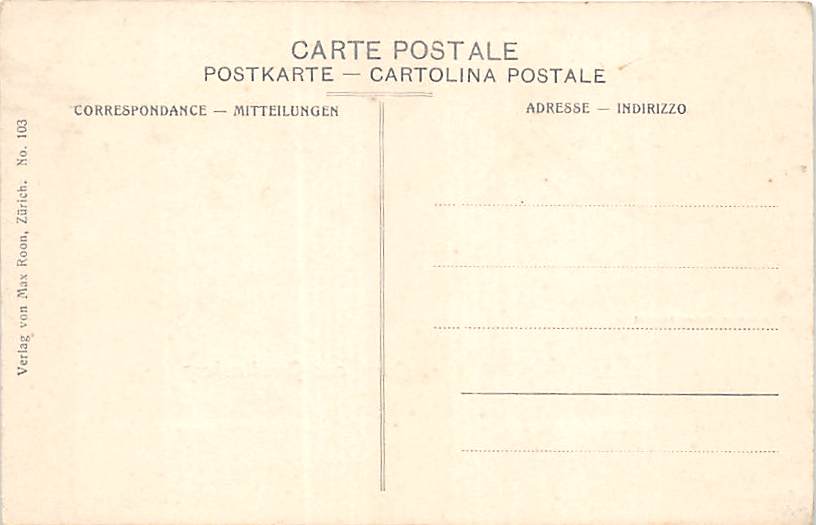 CARTE POSTALE
POSTKARTE — CARTOLINA POSTALE
CORRESPONDANCE — MITTEILUNGEN
ADRESSE — INDIRIZZO
Verlag von Max Roon, Zürich. No. 103